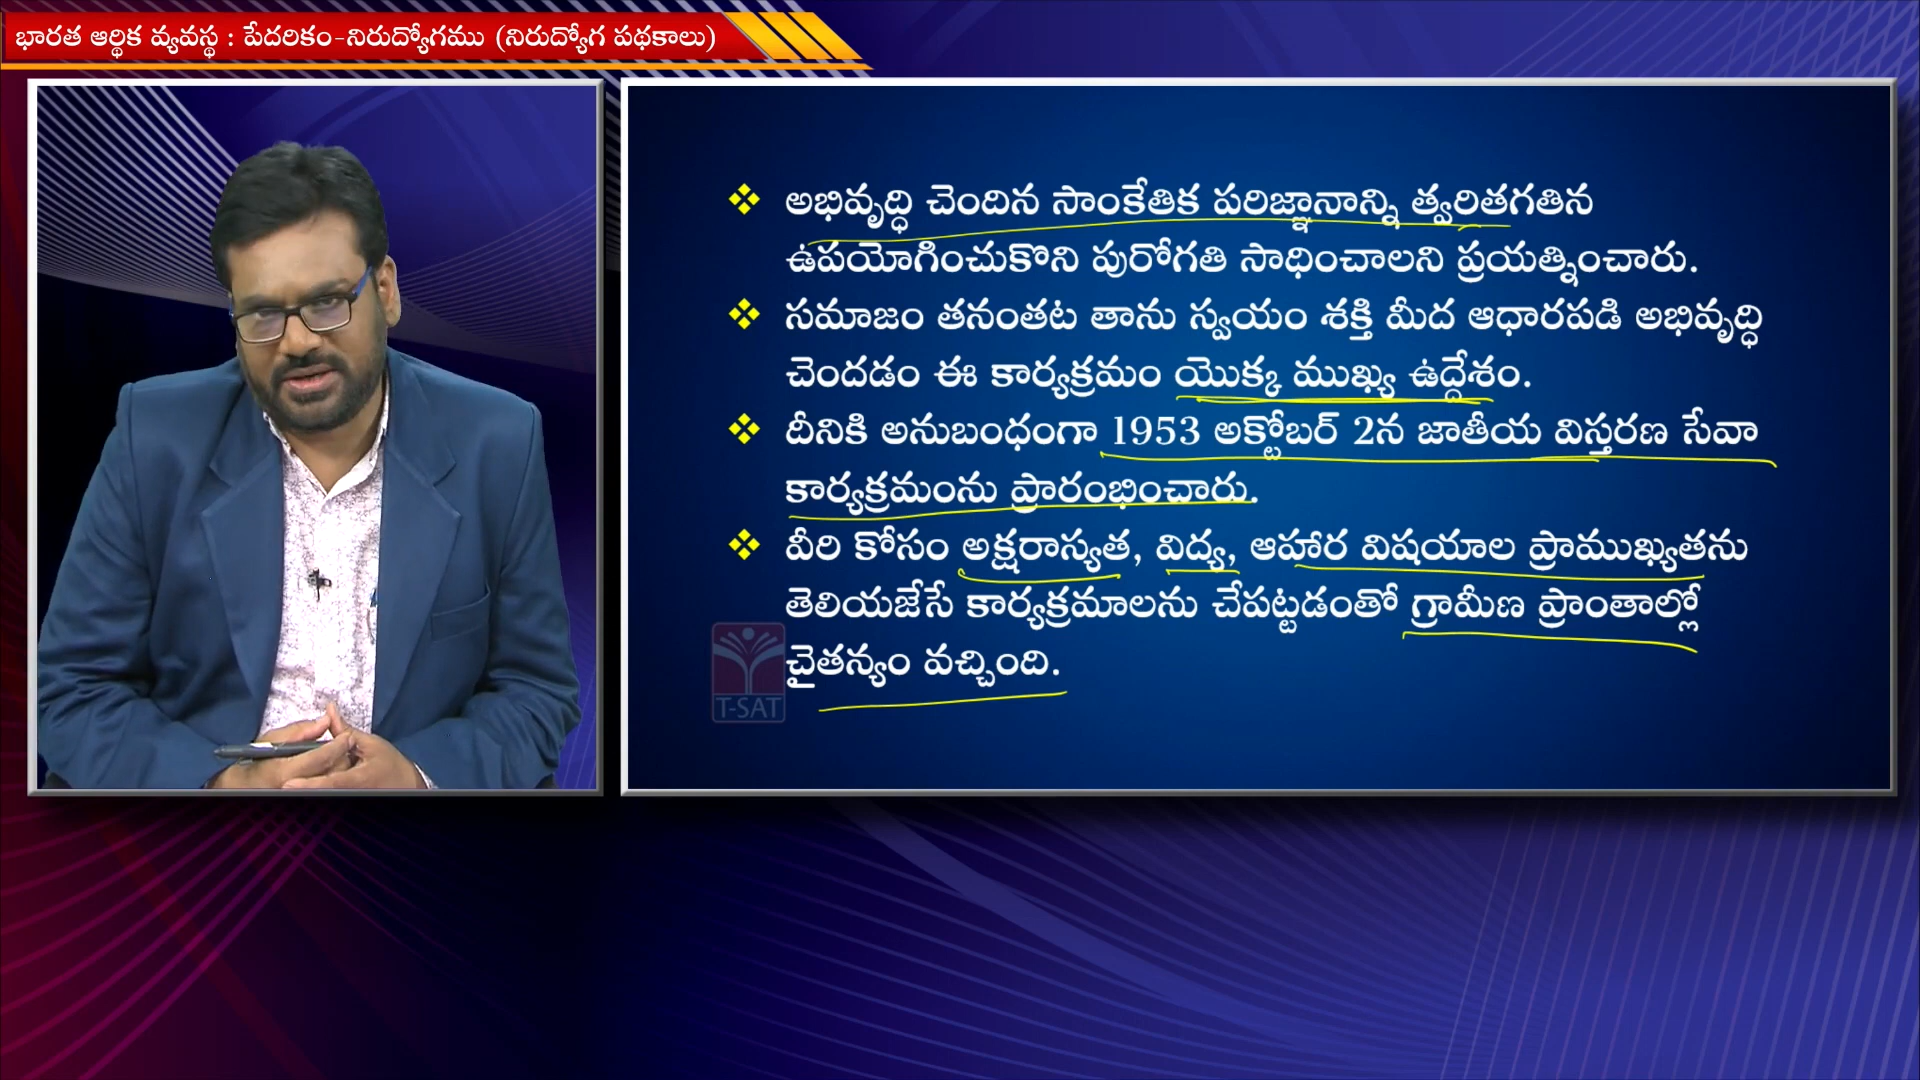 భారత ఆర్థిక వ్యవస్థ : పేదరికం-నిరుద్యోగము (నిరుద్యోగ పథకాలు)
❖ అభివృద్ధి చెందిన సాంకేతిక పరిజ్ఞానాన్ని త్వరితగతిన
ఉపయోగించుకొని పురోగతి సాధించాలని ప్రయత్నించారు.
❖ సమాజం తనంతట తాను స్వయం శక్తి మీద ఆధారపడి అభివృద్ధి
చెందడం ఈ కార్యక్రమం యొక్క ముఖ్య ఉద్దేశం.
❖ దీనికి అనుబంధంగా 1953 అక్టోబర్ 2న జాతీయ విస్తరణ సేవా
కార్యక్రమంను ప్రారంభించారు.
❖ వీరి కోసం అక్షరాస్యత, విద్య, ఆహార విషయాల ప్రాముఖ్యతను
తెలియజేసే కార్యక్రమాలను చేపట్టడంతో గ్రామీణ ప్రాంతాల్లో
చైతన్యం వచ్చింది.
T-SAT